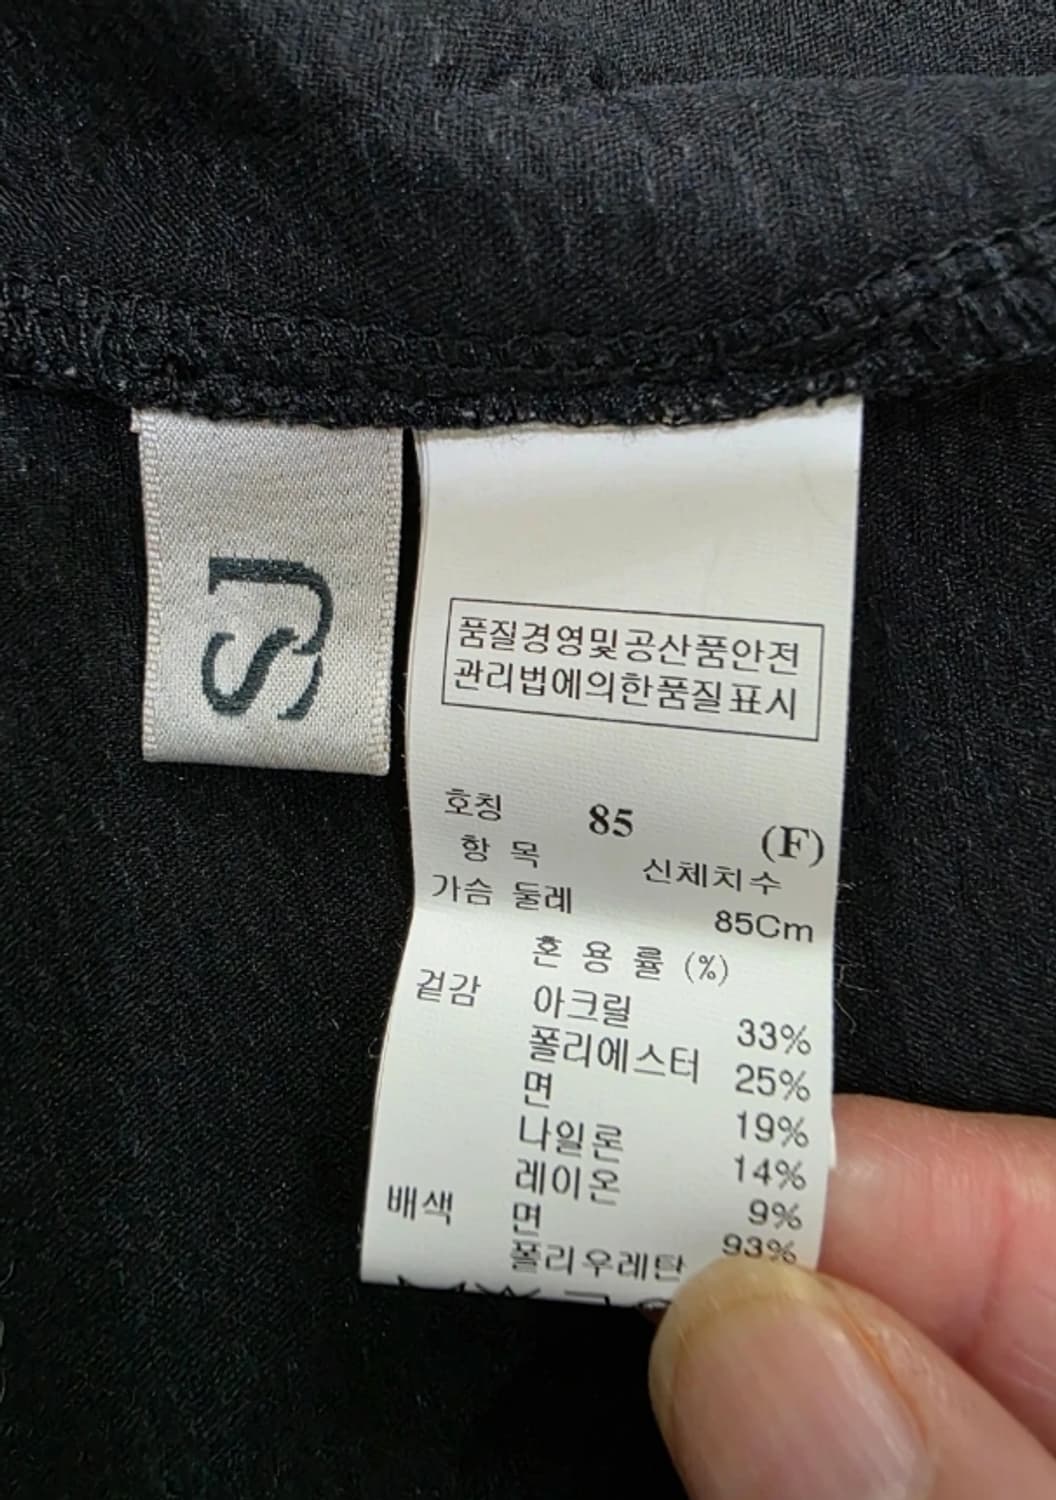 SJ
품질경영및공산품안전
관리법에의한품질표시
호칭 85 (F)
항 목 신체치수
가슴 둘레 85Cm
혼 용 률 (%)
겉감 아크릴 33%
폴리에스터 25%
면 19%
나일론 14%
레이온 9%
배색 면 93%
폴리우레탄